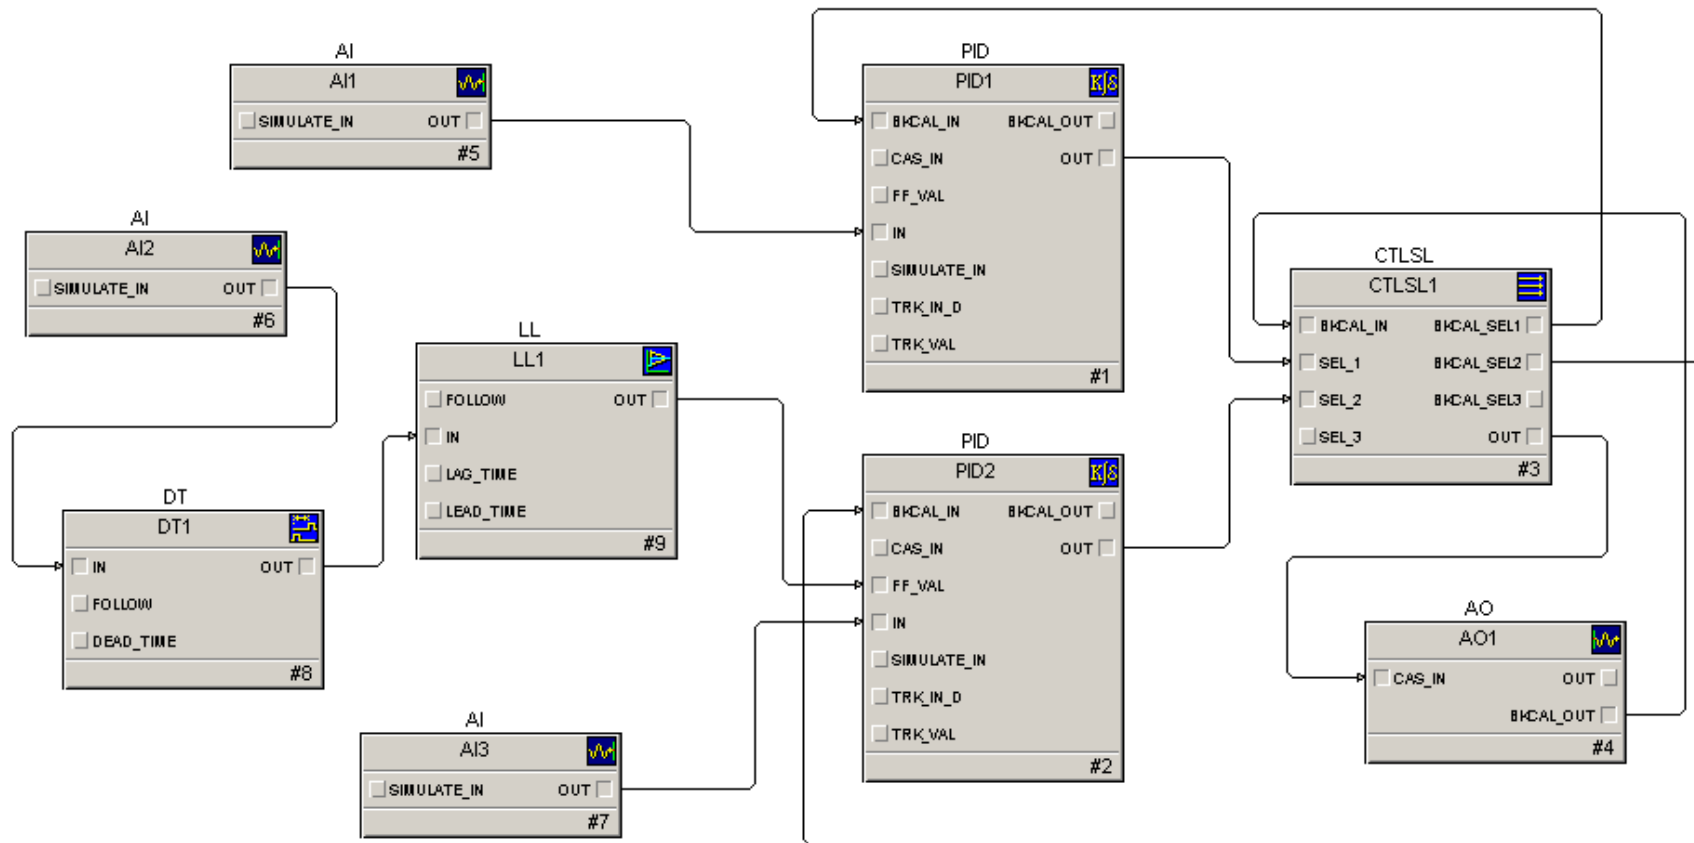 AI
AI1
SIMULATE_IN OUT
#5
AI
AI2
SIMULATE_IN OUT
#6
DT
DT1
IN OUT
FOLLOW
DEAD_TIME
#8
LL
LL1
FOLLOW OUT
IN
LAG_TIME
LEAD_TIME
#9
AI
AI3
SIMULATE_IN OUT
#7
PID
PID1
K∫δ
BKCAL_IN BKCAL_OUT
CAS_IN OUT
FF_VAL
IN
SIMULATE_IN
TRK_IN_D
TRK_VAL
#1
PID
PID2
K∫δ
BKCAL_IN BKCAL_OUT
CAS_IN OUT
FF_VAL
IN
SIMULATE_IN
TRK_IN_D
TRK_VAL
#2
CTLSL
CTLSL1
BKCAL_IN BKCAL_SEL1
SEL_1 BKCAL_SEL2
SEL_2 BKCAL_SEL3
SEL_3 OUT
#3
AO
AO1
CAS_IN OUT
BKCAL_OUT
#4